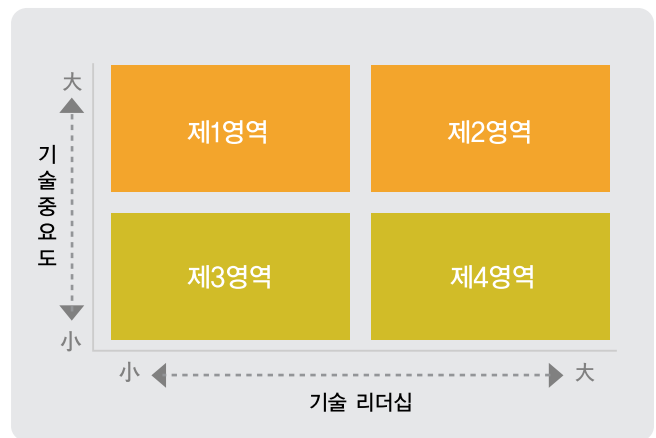 大
제1영역
제2영역
기술중요도
제3영역
제4영역
小
小
大
기술 리더십